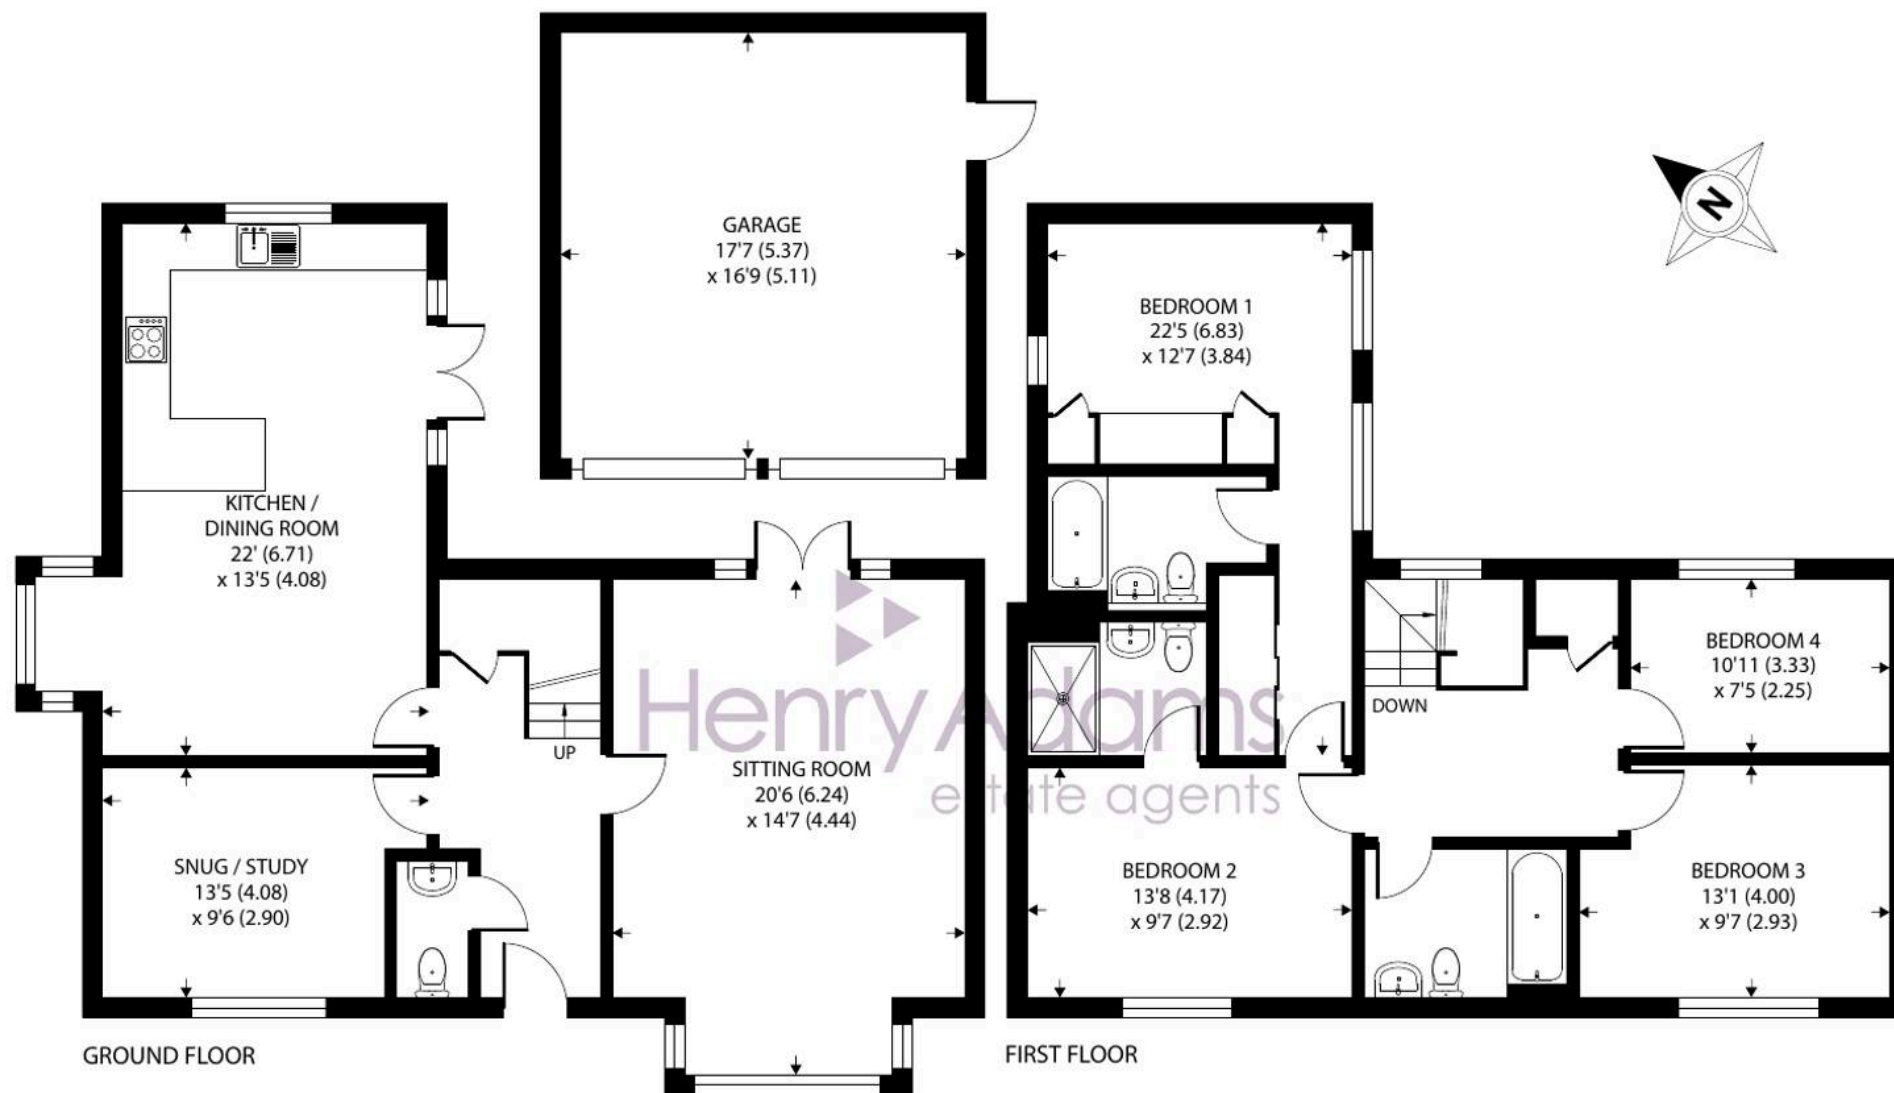 GARAGE
17'7 (5.37)
x 16'9 (5.11)
N
BEDROOM 1
22'5 (6.83)
x 12'7 (3.84)
KITCHEN /
DINING ROOM
22' (6.71)
x 13'5 (4.08)
BEDROOM 4
10'11 (3.33)
x 7'5 (2.25)
Henry Adams
estate agents
DOWN
UP
SITTING ROOM
20'6 (6.24)
x 14'7 (4.44)
SNUG / STUDY
13'5 (4.08)
x 9'6 (2.90)
BEDROOM 2
13'8 (4.17)
x 9'7 (2.92)
BEDROOM 3
13'1 (4.00)
x 9'7 (2.93)
GROUND FLOOR
FIRST FLOOR